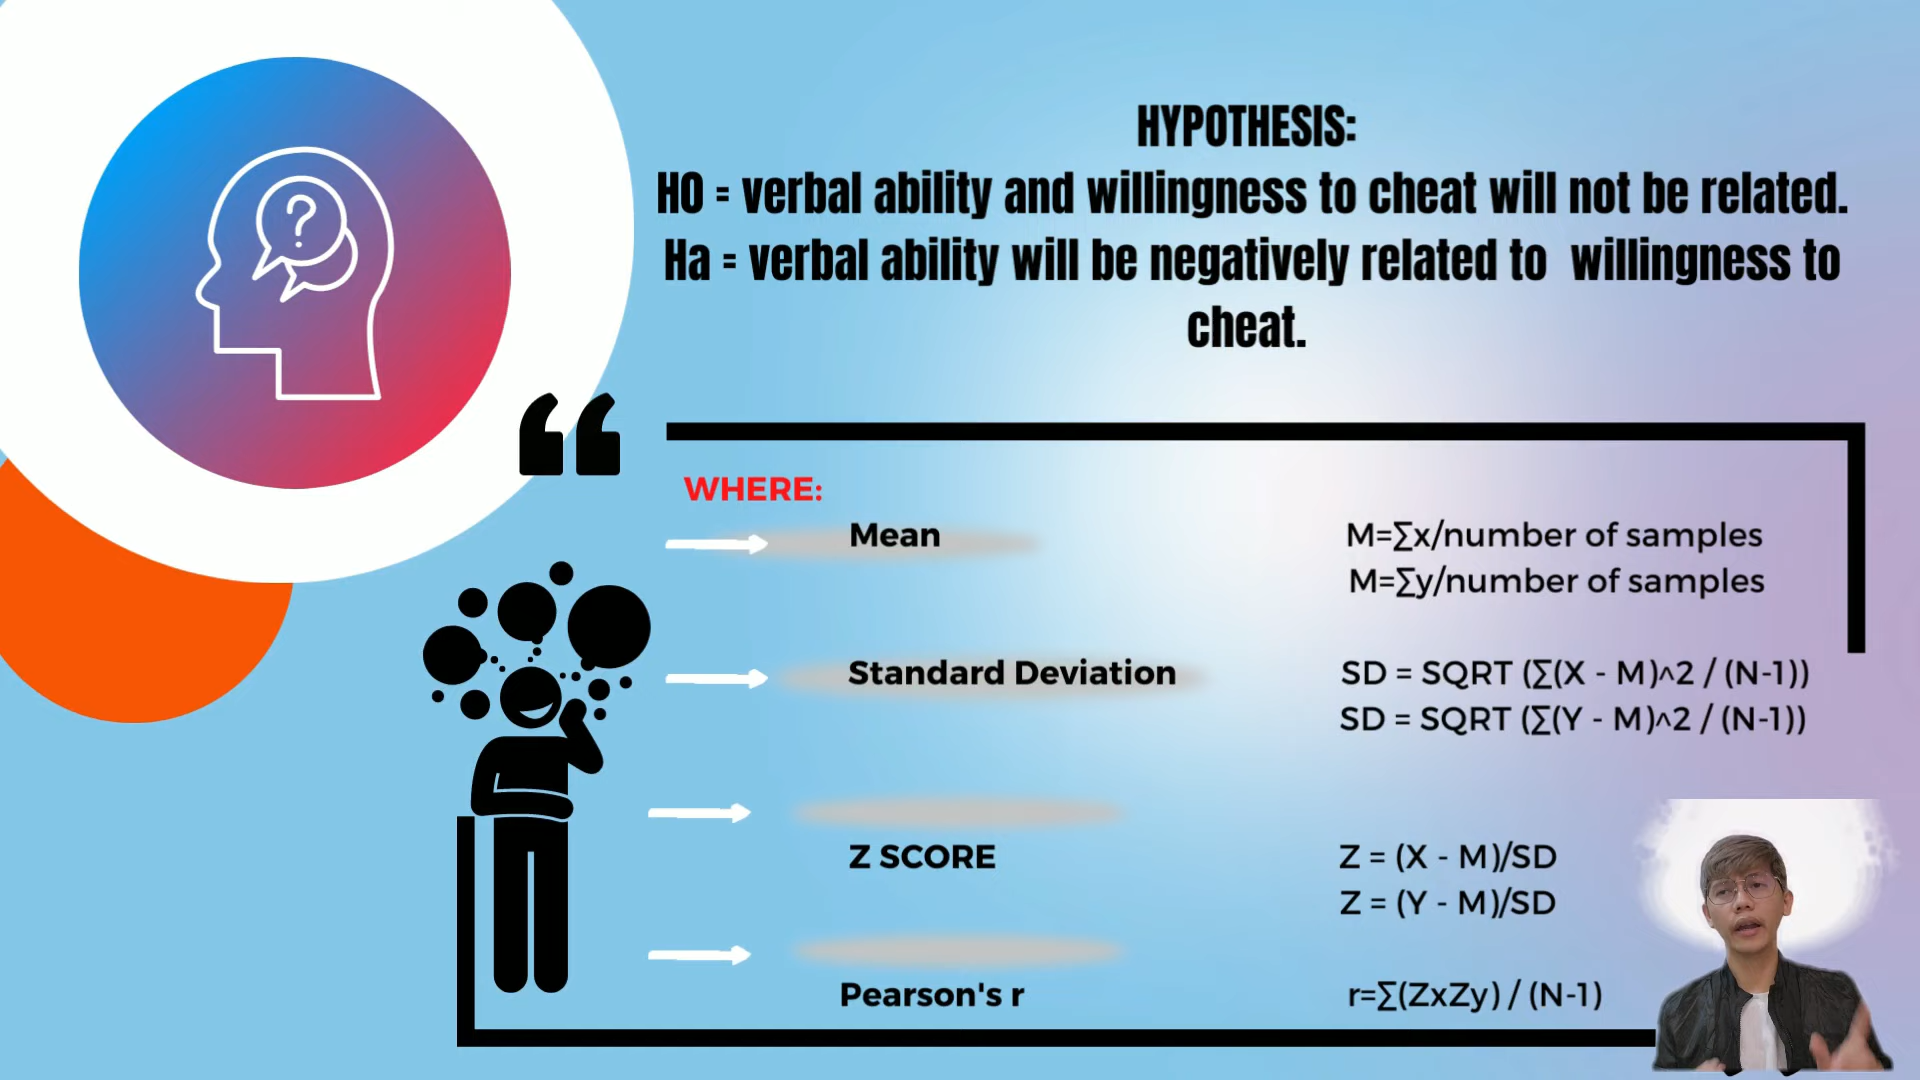 HYPOTHESIS:
HO = verbal ability and willingness to cheat will not be related.
Ha = verbal ability will be negatively related to willingness to
cheat.
WHERE:
Mean
M=∑x/number of samples
M=∑y/number of samples
Standard Deviation
SD = SQRT (∑(X - M)^2 / (N-1))
SD = SQRT (∑(Y - M)^2 / (N-1))
Z SCORE
Z = (X - M)/SD
Z = (Y - M)/SD
Pearson's r
r=∑(ZxZy) / (N-1)